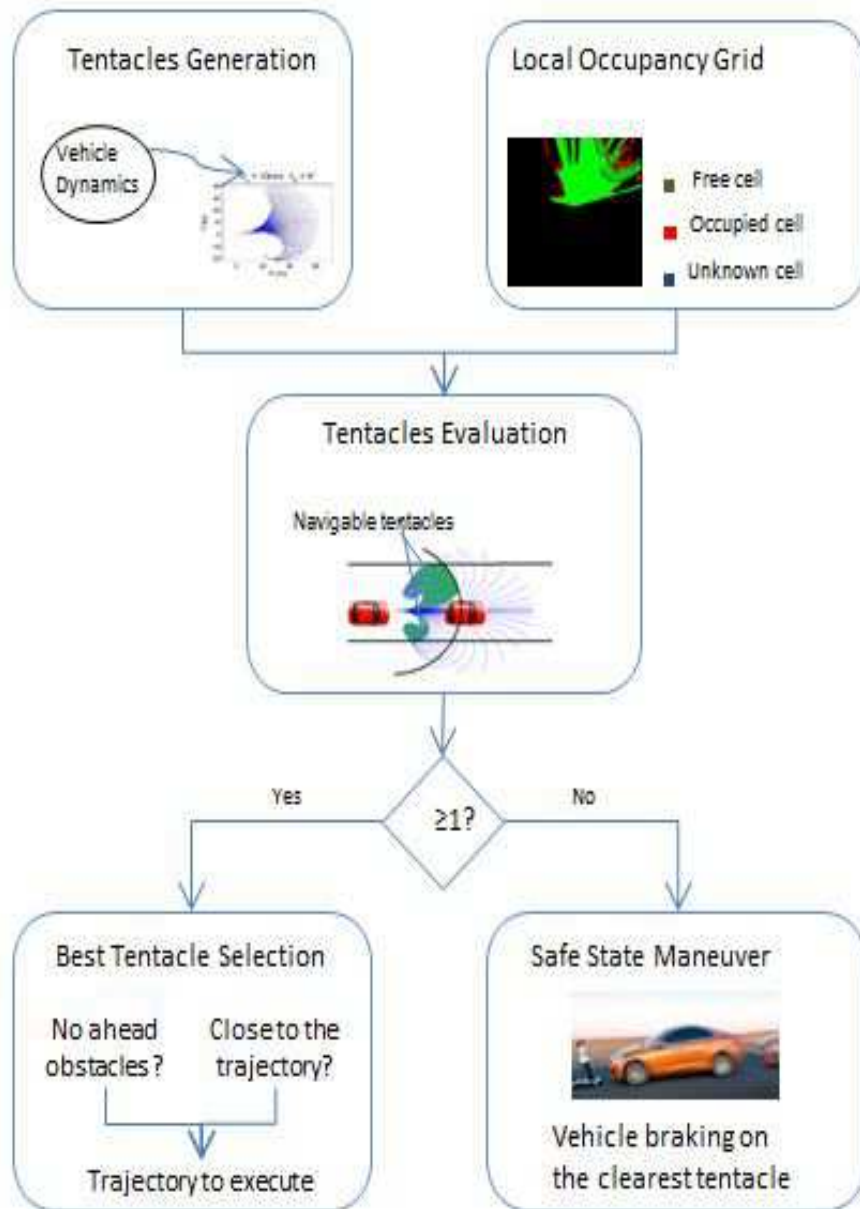 Tentacles Generation
Vehicle
Dynamics
Local Occupancy Grid
Free cell
Occupied cell
Unknown cell
Tentacles Evaluation
Navigable tentacles
≥1?
Yes
No
Best Tentacle Selection
No ahead
obstacles?
Close to the
trajectory?
Trajectory to execute
Safe State Maneuver
Vehicle braking on
the clearest tentacle